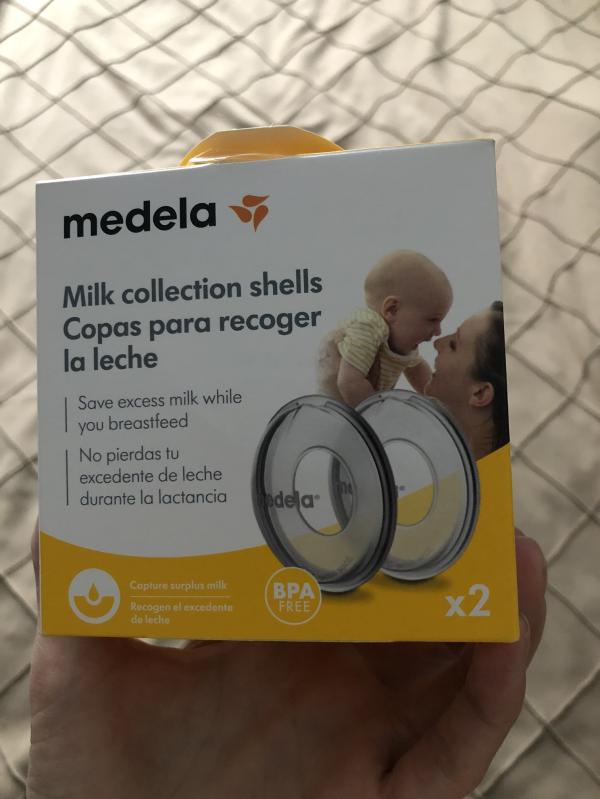 medela
Milk collection shells
Copas para recoger
la leche
Save excess milk while
you breastfeed
No pierdas tu
excedente de leche
durante la lactancia
edela®
Capture surplus milk
Recogen el excedente
de leche
BPA
FREE
x2